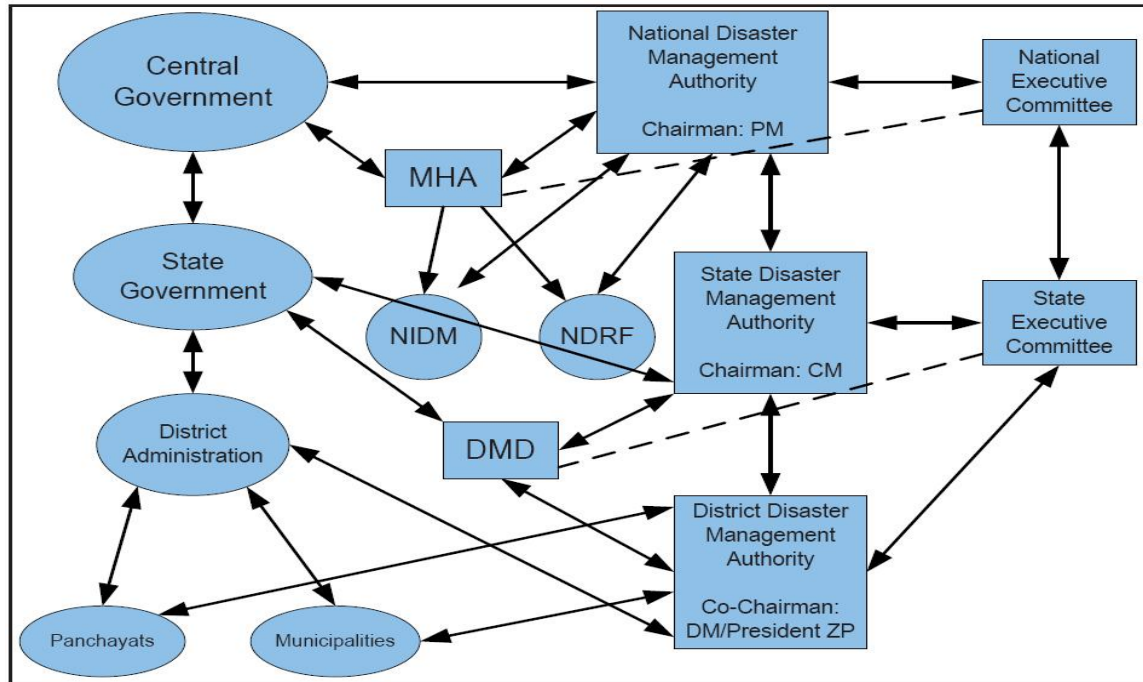 Central
Government
National Disaster
Management
Authority
Chairman: PM
National
Executive
Committee
MHA
State
Government
NIDM
NDRF
State Disaster
Management
Authority
Chairman: CM
State
Executive
Committee
District
Administration
DMD
District Disaster
Management
Authority
Co-Chairman:
DM/President ZP
Panchayats
Municipalities